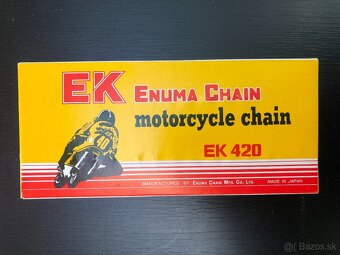 EK ENUMA CHAIN
motorcycle chain
EK 420
MANUFACTURED BY ENUMA CHAIN MFG. CO., LTD. MADE IN JAPAN
Bazos.sk